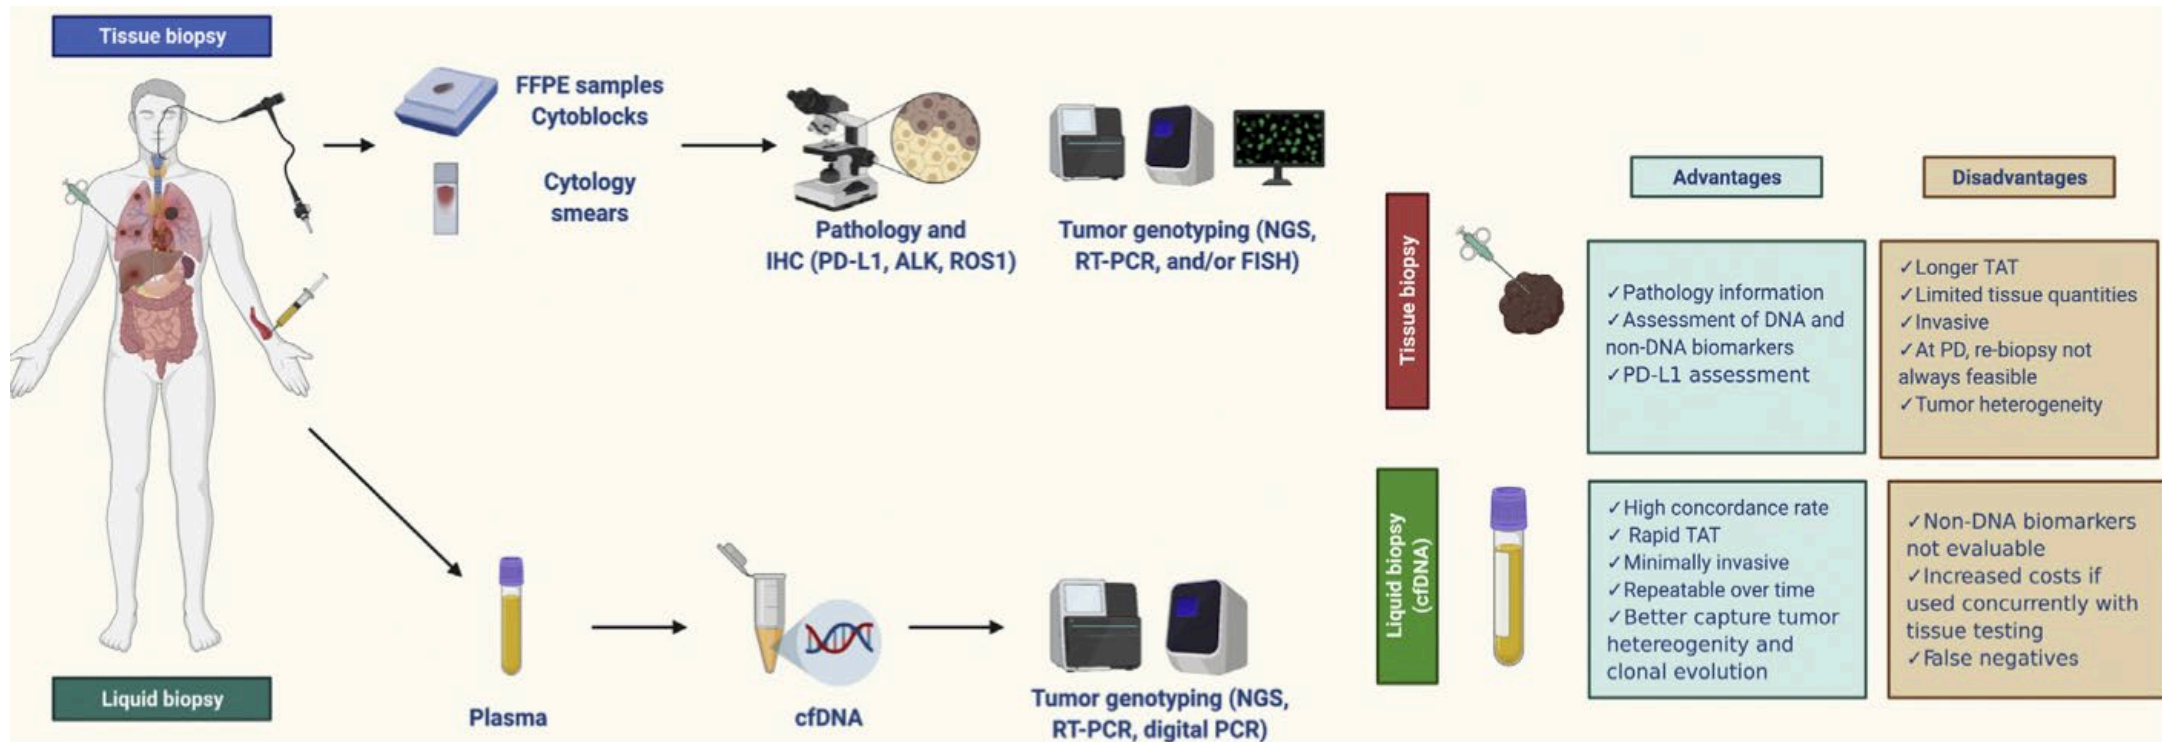 Tissue biopsy
FFPE samples
Cytoblocks
Cytology
smears
Pathology and
IHC (PD-L1, ALK, ROS1)
Tumor genotyping (NGS,
RT-PCR, and/or FISH)
Liquid biopsy
Plasma
cfDNA
Tumor genotyping (NGS,
RT-PCR, digital PCR)
Advantages
Disadvantages
Tissue biopsy
✓Pathology information
✓Assessment of DNA and
non-DNA biomarkers
✓PD-L1 assessment
✓Longer TAT
✓Limited tissue quantities
✓Invasive
✓At PD, re-biopsy not
always feasible
✓Tumor heterogeneity
Liquid biopsy
(cfDNA)
✓High concordance rate
✓ Rapid TAT
✓Minimally invasive
✓Repeatable over time
✓Better capture tumor
hetereogenity and
clonal evolution
✓Non-DNA biomarkers
not evaluable
✓Increased costs if
used concurrently with
tissue testing
✓False negatives